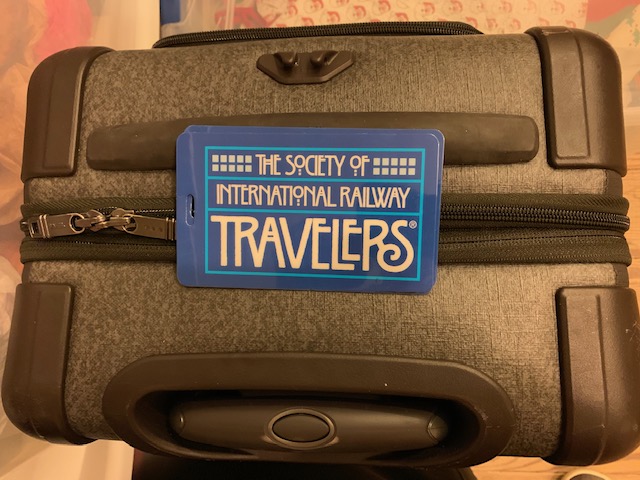 THE SOCIETY OF
INTERNATIONAL RAILWAY
TRAVELERS®